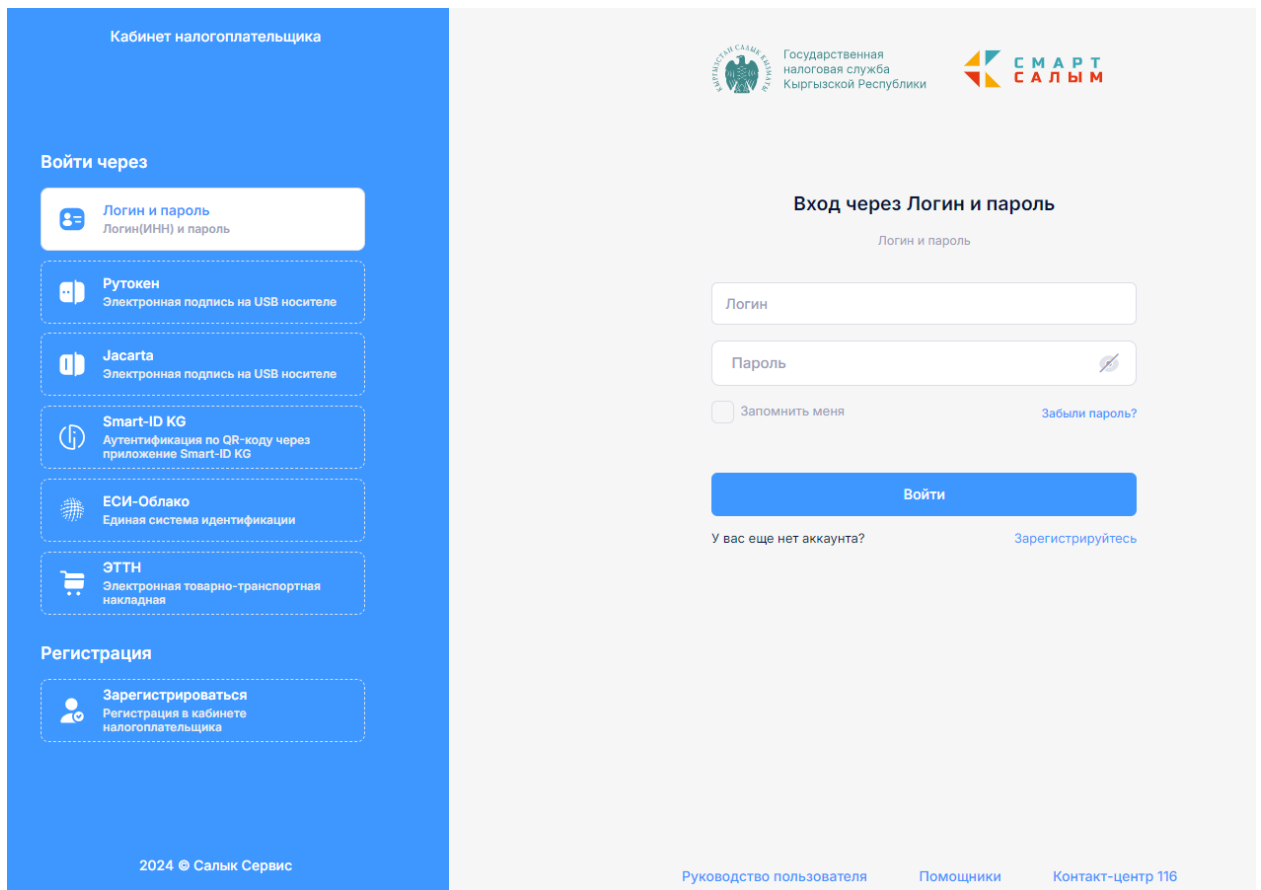 Кабинет налогоплательщика
Войти через
Логин и пароль
Логин(ИНН) и пароль
Рутокен
Электронная подпись на USB носителе
Jacarta
Электронная подпись на USB носителе
Smart-ID KG
Аутентификация по QR-коду через
приложение Smart-ID KG
ЕСИ-Облако
Единая система идентификации
ЭТТН
Электронная товарно-транспортная
накладная
Регистрация
Зарегистрироваться
Регистрация в кабинете
налогоплательщика
2024 © Салык Сервис
КЫРГЫЗСТАН САЛЫК КЫЗМАТЫ
Государственная
налоговая служба
Кыргызской Республики
СМАРТ
САЛЫМ
Вход через Логин и пароль
Логин и пароль
Логин
Пароль
Запомнить меня
Забыли пароль?
Войти
У вас еще нет аккаунта?
Зарегистрируйтесь
Руководство пользователя
Помощники
Контакт-центр 116